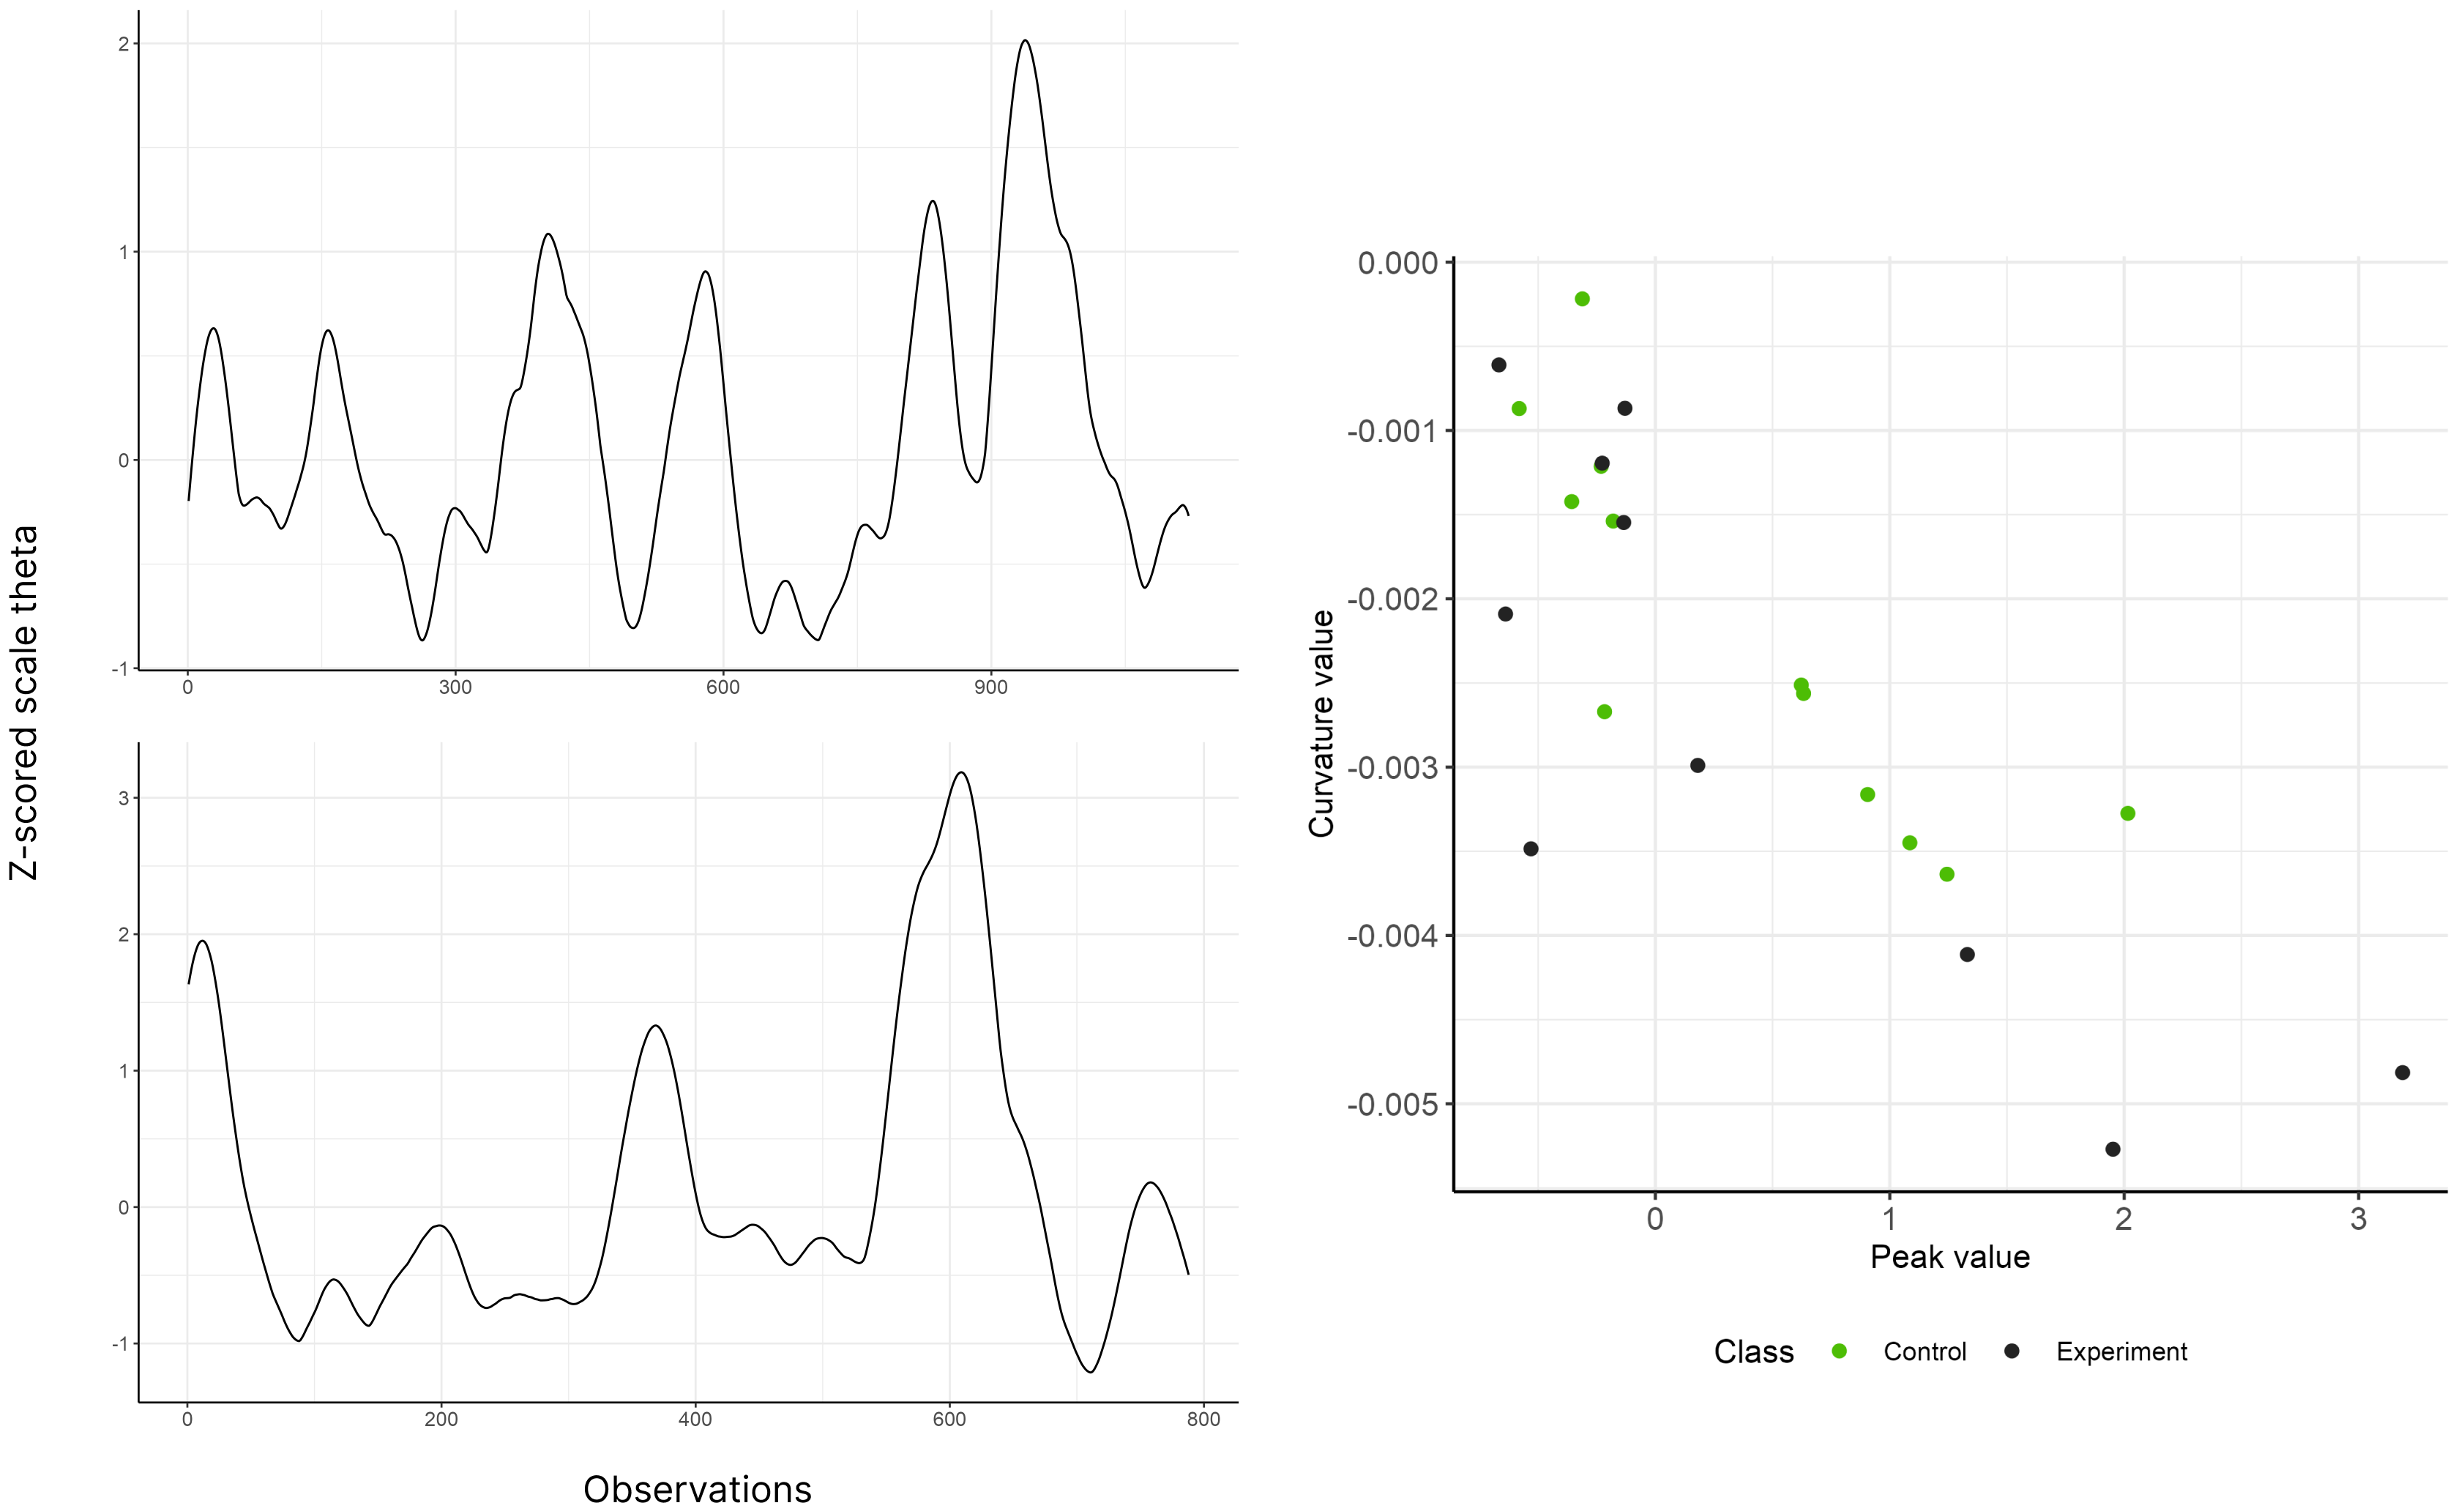 Z-scored scale theta
2
1
0
-1
0 300 600 900
3
2
1
0
-1
0 200 400 600 800
Observations
Curvature value
0.000
-0.001
-0.002
-0.003
-0.004
-0.005
0 1 2 3
Peak value
Class Control Experiment